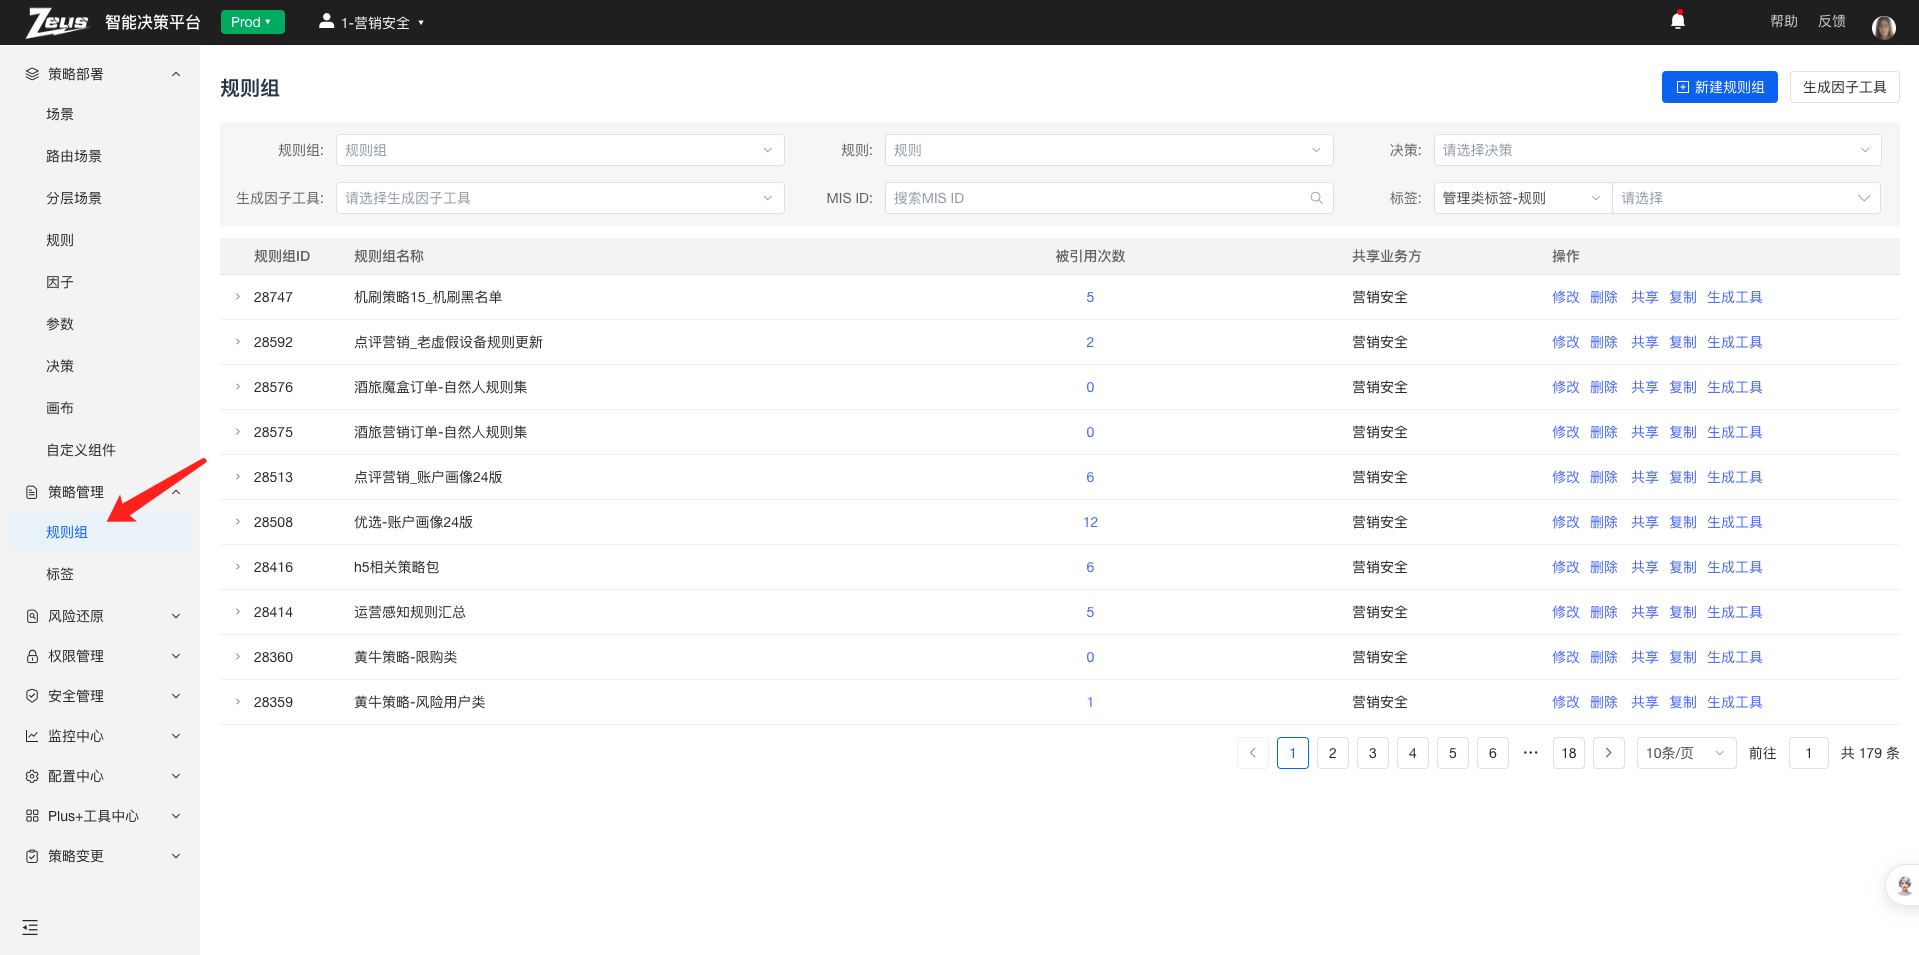 Zeus 智能决策平台 Prod 1-营销安全 帮助 反馈
策略部署
场景
路由场景
分层场景
规则
因子
参数
决策
画布
自定义组件
策略管理
规则组
标签
风险还原
权限管理
安全管理
监控中心
配置中心
Plus+工具中心
策略变更
规则组 新建规则组 生成因子工具
规则组: 规则组 规则: 规则 决策: 请选择决策
生成因子工具: 请选择生成因子工具 MIS ID: 搜索MIS ID 标签: 管理类标签-规则 请选择
规则组ID 规则组名称 被引用次数 共享业务方 操作
28747 机刷策略15_机刷黑名单 5 营销安全 修改 删除 共享 复制 生成工具
28592 点评营销_老虚假设备规则更新 2 营销安全 修改 删除 共享 复制 生成工具
28576 酒旅魔盒订单-自然人规则集 0 营销安全 修改 删除 共享 复制 生成工具
28575 酒旅营销订单-自然人规则集 0 营销安全 修改 删除 共享 复制 生成工具
28513 点评营销_账户画像24版 6 营销安全 修改 删除 共享 复制 生成工具
28508 优选-账户画像24版 12 营销安全 修改 删除 共享 复制 生成工具
28416 h5相关策略包 6 营销安全 修改 删除 共享 复制 生成工具
28414 运营感知规则汇总 5 营销安全 修改 删除 共享 复制 生成工具
28360 黄牛策略-限购类 0 营销安全 修改 删除 共享 复制 生成工具
28359 黄牛策略-风险用户类 1 营销安全 修改 删除 共享 复制 生成工具
1 2 3 4 5 6 ••• 18 10条/页 前往 1 共 179 条